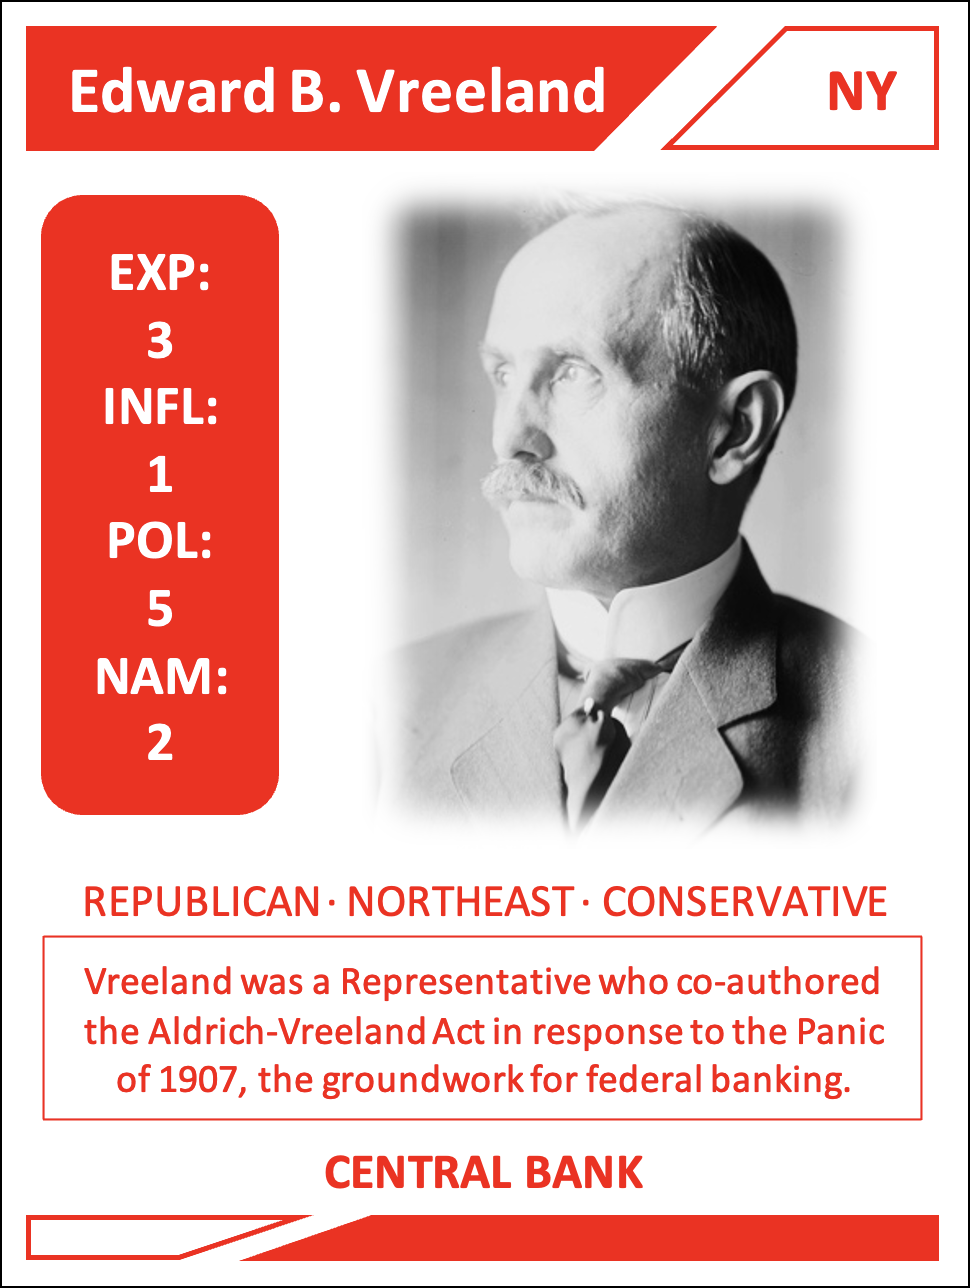 Edward B. Vreeland
NY
EXP:
3
INFL:
1
POL:
5
NAM:
2
REPUBLICAN · NORTHEAST · CONSERVATIVE
Vreeland was a Representative who co-authored
the Aldrich-Vreeland Act in response to the Panic
of 1907, the groundwork for federal banking.
CENTRAL BANK